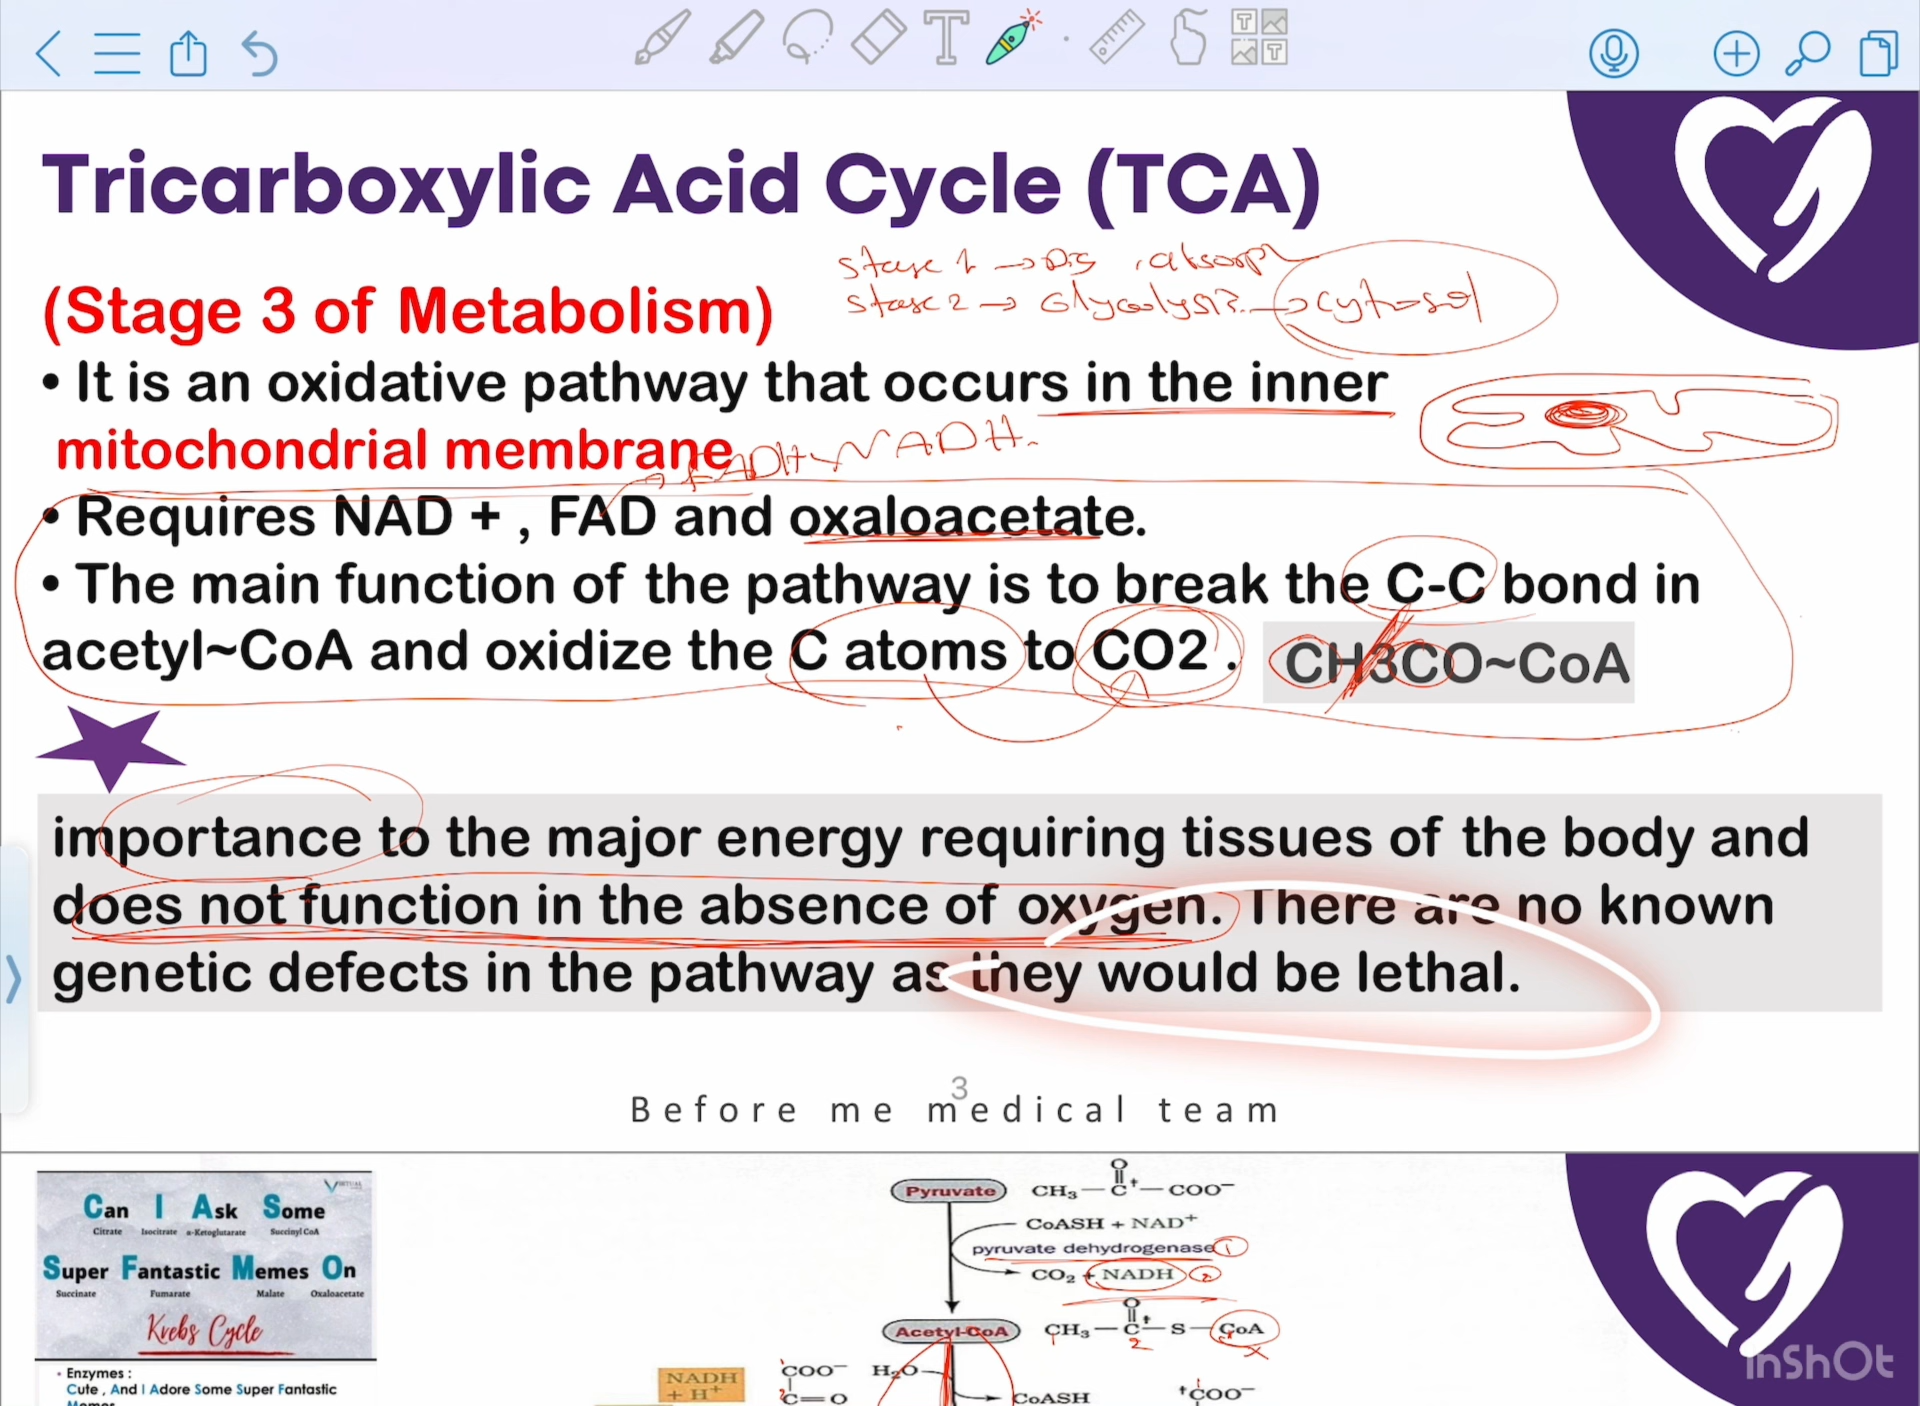 Tricarboxylic Acid Cycle (TCA)
stage 1 → Dig , absorp
(Stage 3 of Metabolism)
stage 2 → Glycolysis → cytosol
• It is an oxidative pathway that occurs in the inner
mitochondrial membrane
NADH
• Requires NAD + , FAD and oxaloacetate.
• The main function of the pathway is to break the C-C bond in
acetyl~CoA and oxidize the C atoms to CO2 .
CH3CO~CoA
importance to the major energy requiring tissues of the body and
does not function in the absence of oxygen. There are no known
genetic defects in the pathway as they would be lethal.
3
Before me medical team
Can I Ask Some
Citrate Isocitrate α-Ketoglutarate Succinyl CoA
Super Fantastic Memes On
Succinate Fumarate Malate Oxaloacetate
Krebs Cycle
• Enzymes :
Cute , And I Adore Some Super Fantastic
Memes
Pyruvate
O
CH₃—C—COO⁻
CoASH + NAD⁺
pyruvate dehydrogenase 1
CO₂ + NADH 2
O
Acetyl-CoA
CH₃—C—S—CoA
1 2 x
NADH
+ H⁺
COO⁻
C=O
H₂O
CoASH
COO⁻
InShOt